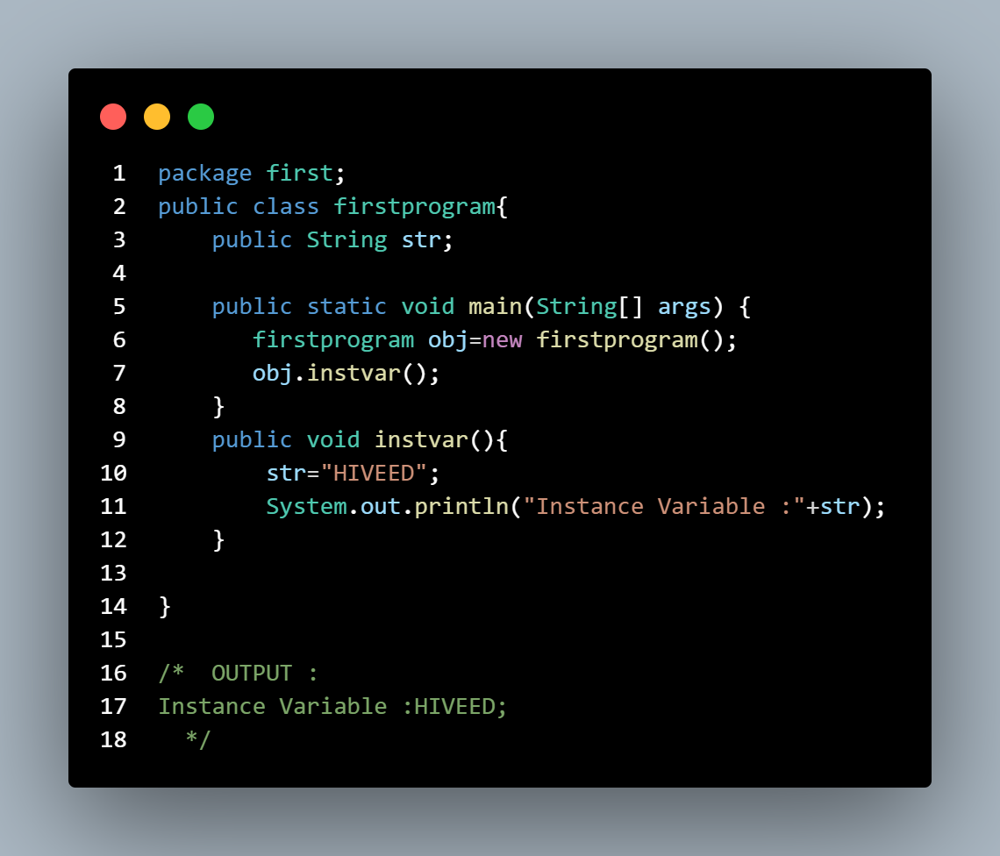 1 package first;
2 public class firstprogram{
3     public String str;
4
5     public static void main(String[] args) {
6        firstprogram obj=new firstprogram();
7        obj.instvar();
8     }
9     public void instvar(){
10         str="HIVEED";
11         System.out.println("Instance Variable :"+str);
12     }
13
14 }
15
16 /*  OUTPUT :
17 Instance Variable :HIVEED;
18   */